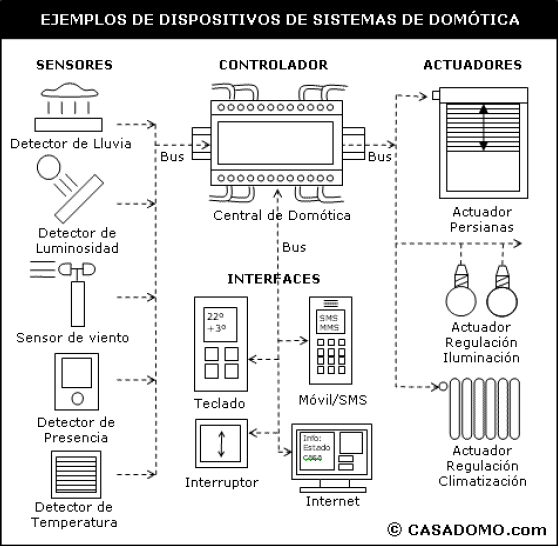 EJEMPLOS DE DISPOSITIVOS DE SISTEMAS DE DOMÓTICA
SENSORES
Detector de Lluvia
Detector de
Luminosidad
Sensor de viento
Detector de
Presencia
Detector de
Temperatura
CONTROLADOR
Bus
Bus
Central de Domótica
Bus
INTERFACES
22º
+3º
Teclado
SMS
MMS
Móvil/SMS
Interruptor
Info:
Estado
Casa
Internet
ACTUADORES
Actuador
Persianas
Actuador
Regulación
Iluminación
Actuador
Regulación
Climatización
© CASADOMO.com